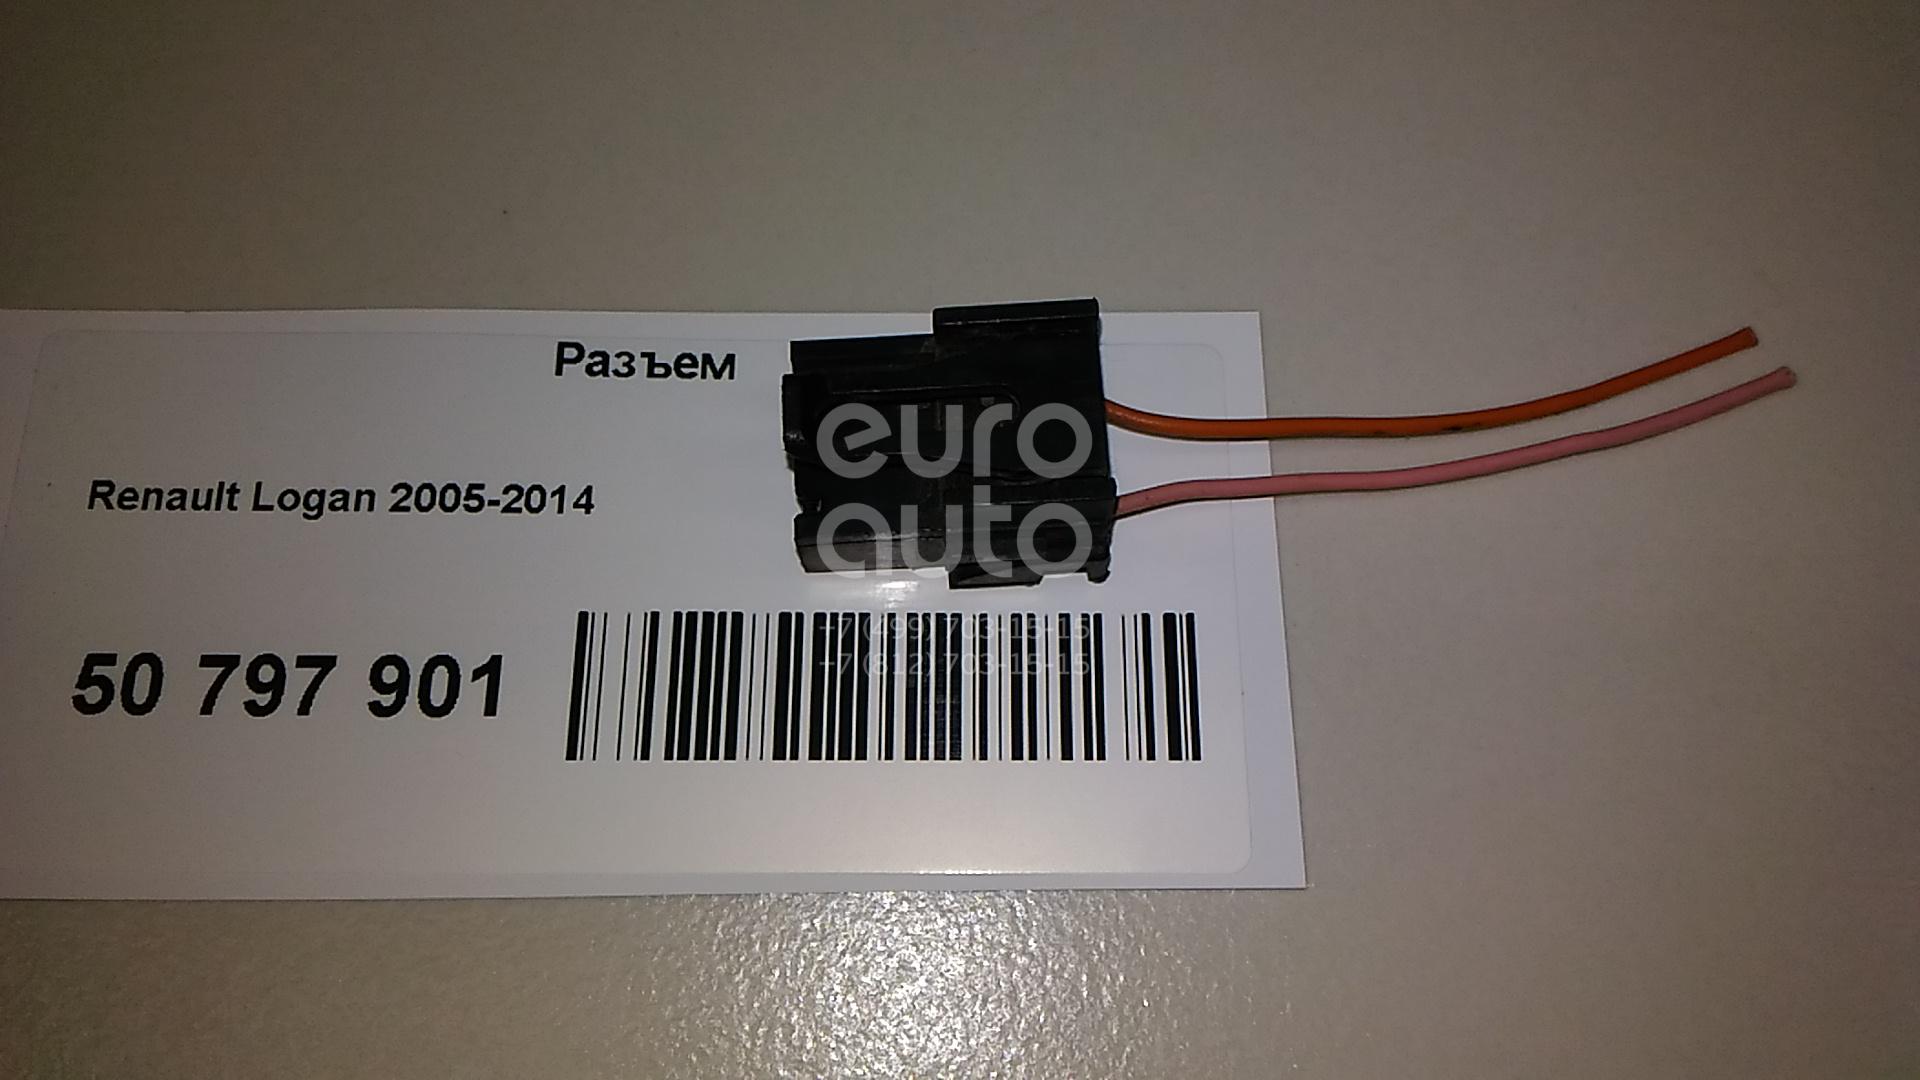 Разъем
euro
auto
Renault Logan 2005-2014
+7 (499) 703-15-15
+7 (812) 703-15-15
50 797 901